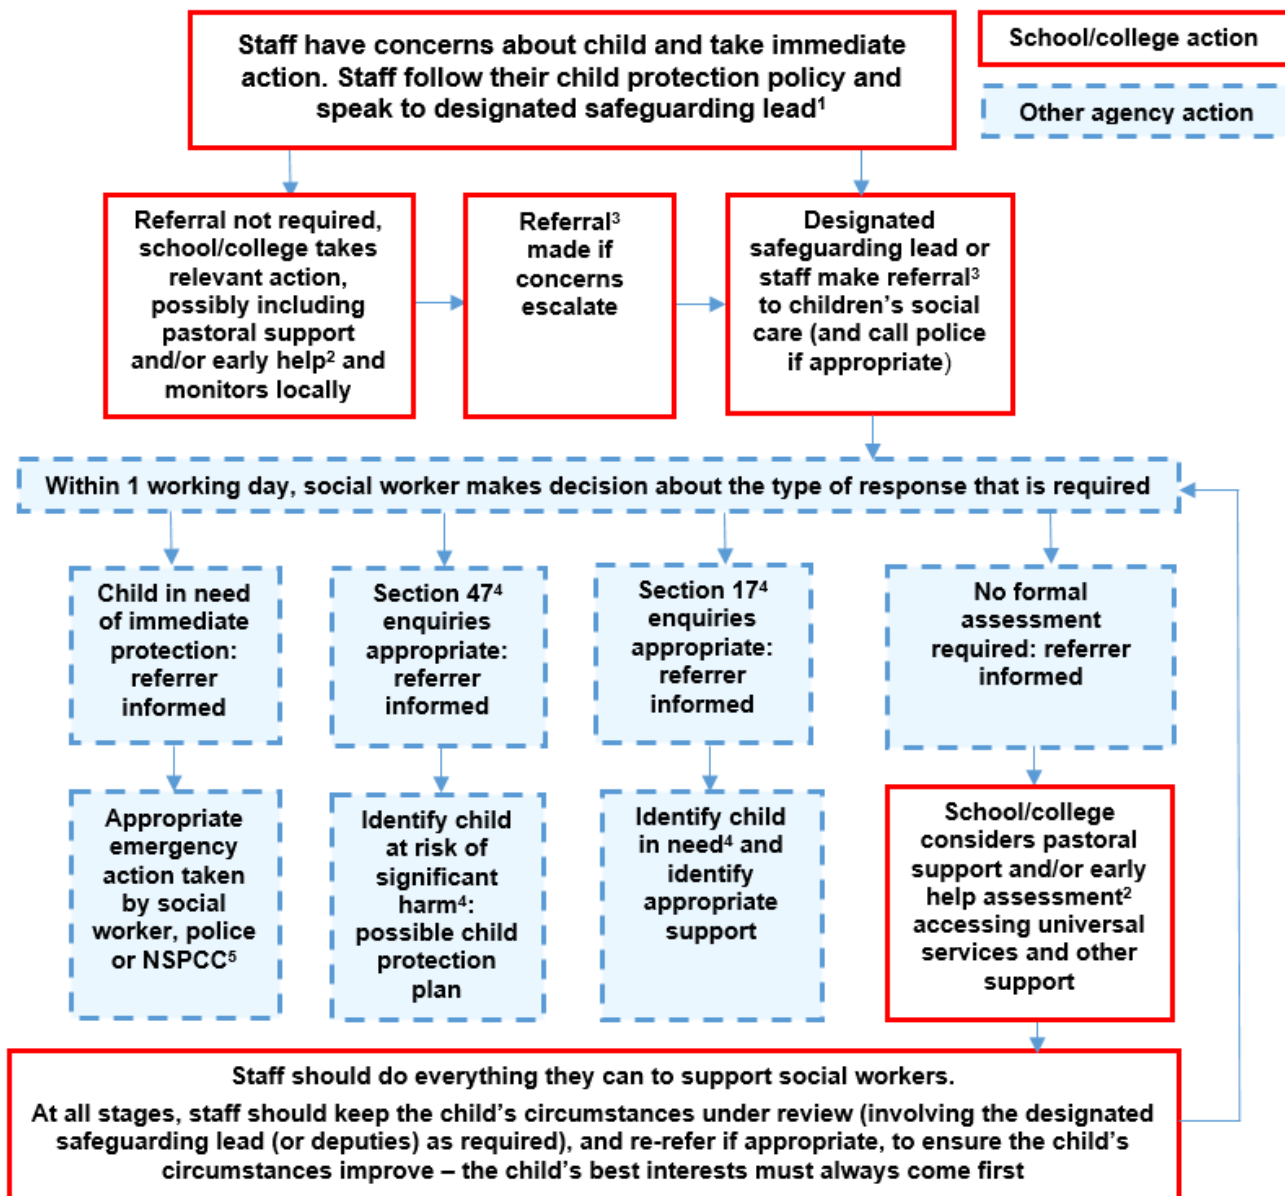 Staff have concerns about child and take immediate
action. Staff follow their child protection policy and
speak to designated safeguarding lead¹
School/college action
Other agency action
Referral not required,
school/college takes
relevant action,
possibly including
pastoral support
and/or early help² and
monitors locally
Referral³
made if
concerns
escalate
Designated
safeguarding lead or
staff make referral³
to children’s social
care (and call police
if appropriate)
Within 1 working day, social worker makes decision about the type of response that is required
Child in need
of immediate
protection:
referrer
informed
Section 47⁴
enquiries
appropriate:
referrer
informed
Section 17⁴
enquiries
appropriate:
referrer
informed
No formal
assessment
required: referrer
informed
Appropriate
emergency
action taken
by social
worker, police
or NSPCC⁵
Identify child
at risk of
significant
harm⁴:
possible child
protection
plan
Identify child
in need⁴ and
identify
appropriate
support
School/college
considers pastoral
support and/or early
help assessment²
accessing universal
services and other
support
Staff should do everything they can to support social workers.
At all stages, staff should keep the child’s circumstances under review (involving the designated
safeguarding lead (or deputies) as required), and re-refer if appropriate, to ensure the child’s
circumstances improve – the child’s best interests must always come first